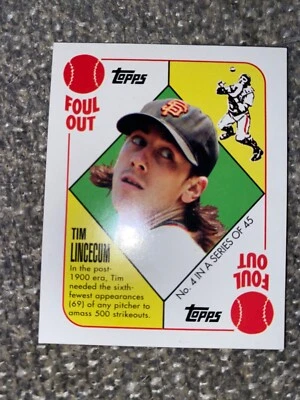 Topps
FOUL
OUT
SF
TIM
LINCECUM
In the post-
1900 era, Tim
needed the sixth-
fewest appearances
(69) of any pitcher to
amass 500 strikeouts.
No. 4 IN A SERIES OF 45
FOUL
OUT
Topps